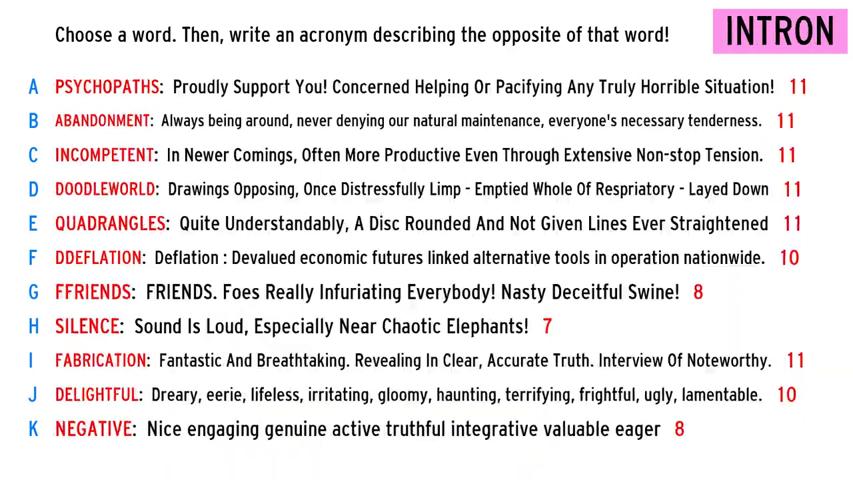 Choose a word. Then, write an acronym describing the opposite of that word!
INTRON
A PSYCHOPATHS: Proudly Support You! Concerned Helping Or Pacifying Any Truly Horrible Situation! 11
B ABANDONMENT: Always being around, never denying our natural maintenance, everyone's necessary tenderness. 11
C INCOMPETENT: In Newer Comings, Often More Productive Even Through Extensive Non-stop Tension. 11
D DOODLEWORLD: Drawings Opposing, Once Distressfully Limp - Emptied Whole Of Respriatory - Layed Down 11
E QUADRANGLES: Quite Understandably, A Disc Rounded And Not Given Lines Ever Straightened 11
F DDEFLATION: Deflation : Devalued economic futures linked alternative tools in operation nationwide. 10
G FFRIENDS: FRIENDS. Foes Really Infuriating Everybody! Nasty Deceitful Swine! 8
H SILENCE: Sound Is Loud, Especially Near Chaotic Elephants! 7
I FABRICATION: Fantastic And Breathtaking. Revealing In Clear, Accurate Truth. Interview Of Noteworthy. 11
J DELIGHTFUL: Dreary, eerie, lifeless, irritating, gloomy, haunting, terrifying, frightful, ugly, lamentable. 10
K NEGATIVE: Nice engaging genuine active truthful integrative valuable eager 8